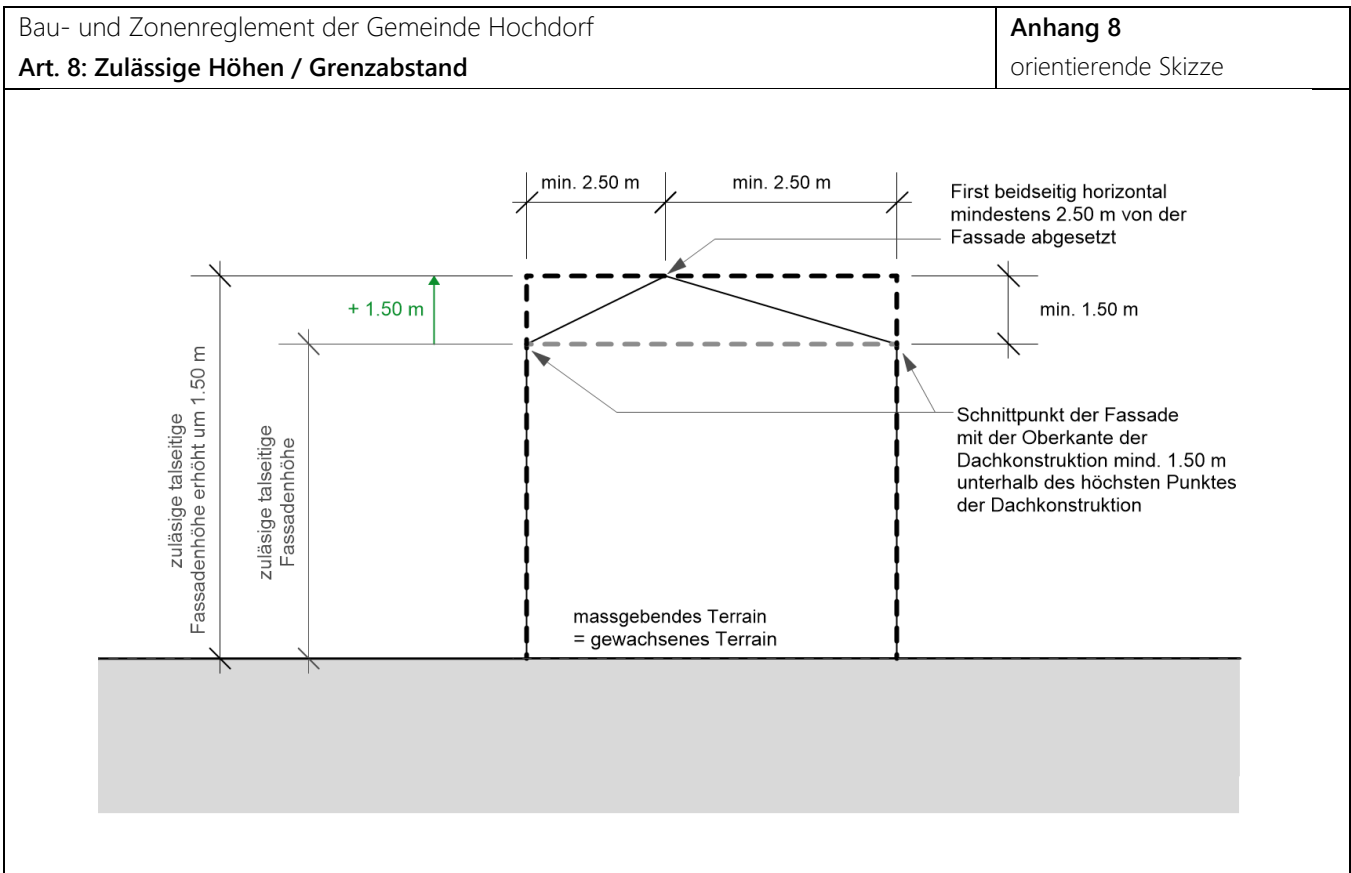 Bau- und Zonenreglement der Gemeinde Hochdorf
Art. 8: Zulässige Höhen / Grenzabstand
Anhang 8
orientierende Skizze
min. 2.50 m
min. 2.50 m
First beidseitig horizontal
mindestens 2.50 m von der
Fassade abgesetzt
+ 1.50 m
min. 1.50 m
zuläsige talseitige
Fassadenhöhe erhöht um 1.50 m
zuläsige talseitige
Fassadenhöhe
Schnittpunkt der Fassade
mit der Oberkante der
Dachkonstruktion mind. 1.50 m
unterhalb des höchsten Punktes
der Dachkonstruktion
massgebendes Terrain
= gewachsenes Terrain